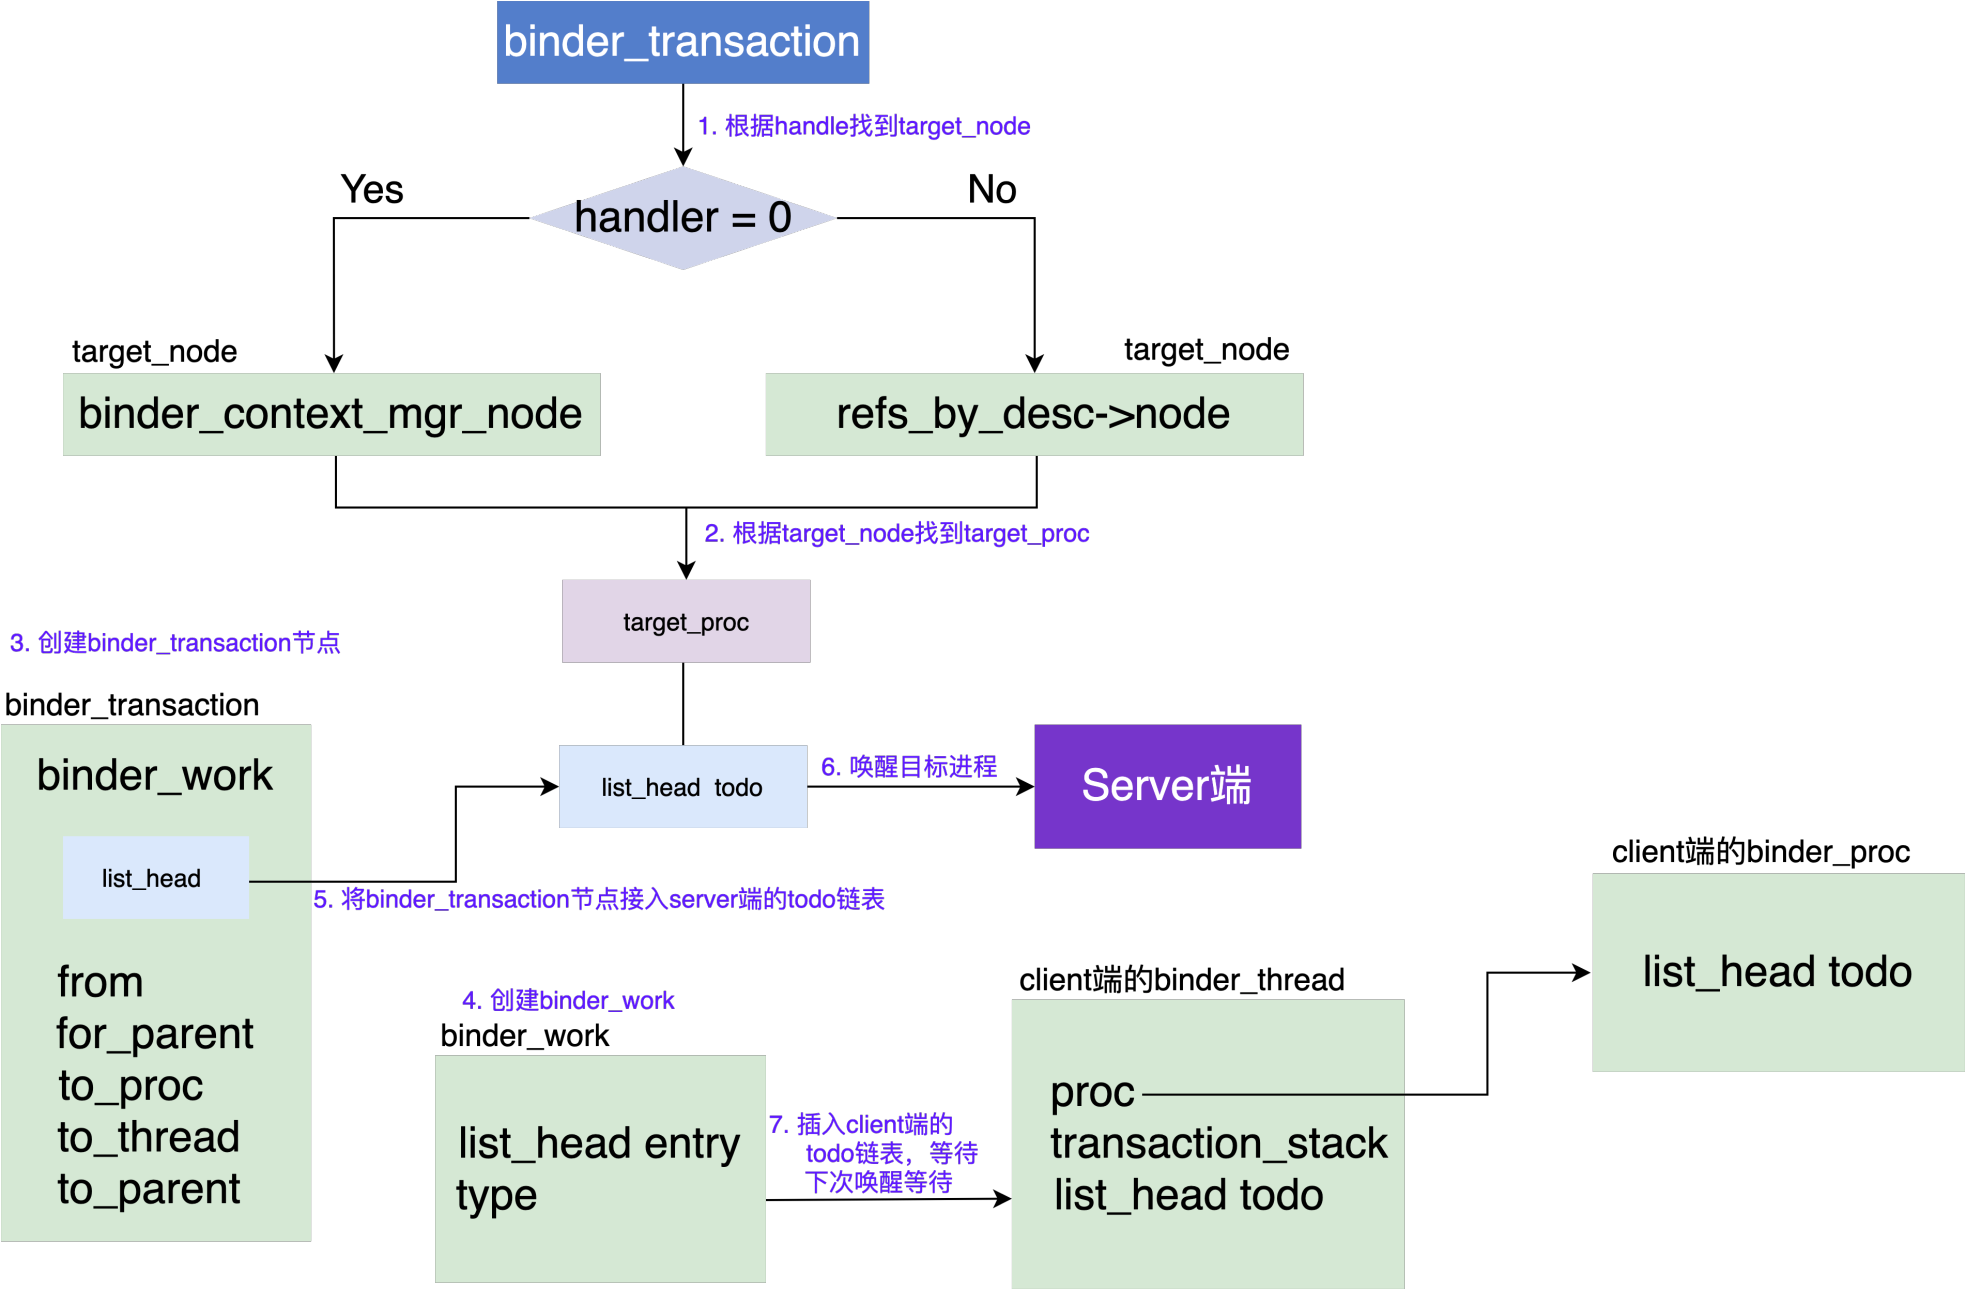 binder_transaction
1. 根据handle找到target_node
Yes
No
handler = 0
target_node
target_node
binder_context_mgr_node
refs_by_desc->node
2. 根据target_node找到target_proc
target_proc
3. 创建binder_transaction节点
binder_transaction
binder_work
list_head
from
for_parent
to_proc
to_thread
to_parent
list_head todo
6. 唤醒目标进程
Server端
5. 将binder_transaction节点接入server端的todo链表
4. 创建binder_work
binder_work
list_head entry
type
7. 插入client端的
todo链表，等待
下次唤醒等待
client端的binder_thread
proc
transaction_stack
list_head todo
client端的binder_proc
list_head todo